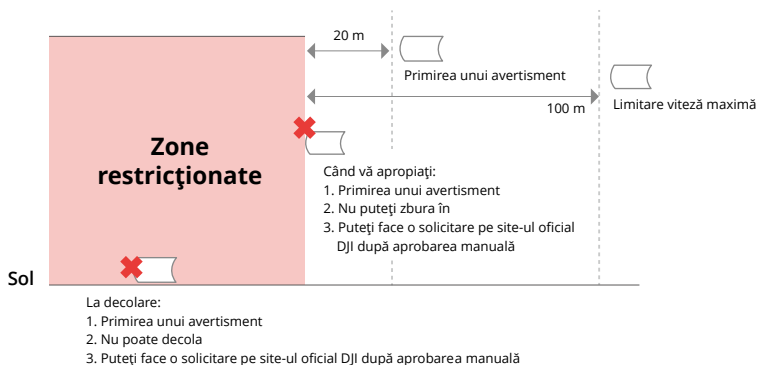 20 m
Primirea unui avertisment
100 m
Limitare viteză maximă
Zone
restricţionate
Când vă apropiaţi:
1. Primirea unui avertisment
2. Nu puteţi zbura în
3. Puteţi face o solicitare pe site-ul oficial
DJI după aprobarea manuală
Sol
La decolare:
1. Primirea unui avertisment
2. Nu poate decola
3. Puteţi face o solicitare pe site-ul oficial DJI după aprobarea manuală